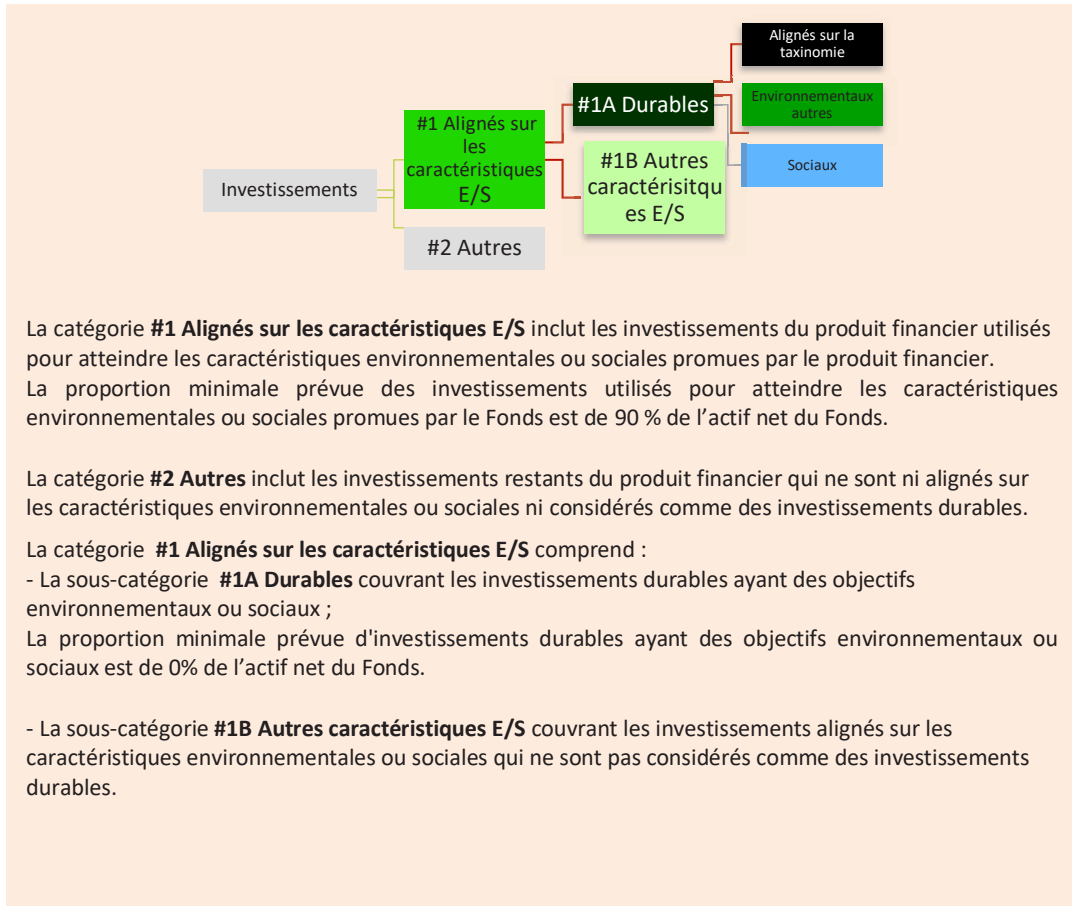 Alignés sur la
taxinomie
#1A Durables
Environnementaux
autres
#1 Alignés sur
les
caractéristiques
E/S
#1B Autres
caractérisitqu
es E/S
Sociaux
Investissements
#2 Autres
La catégorie #1 Alignés sur les caractéristiques E/S inclut les investissements du produit financier utilisés
pour atteindre les caractéristiques environnementales ou sociales promues par le produit financier.
La proportion minimale prévue des investissements utilisés pour atteindre les caractéristiques
environnementales ou sociales promues par le Fonds est de 90 % de l’actif net du Fonds.
La catégorie #2 Autres inclut les investissements restants du produit financier qui ne sont ni alignés sur
les caractéristiques environnementales ou sociales ni considérés comme des investissements durables.
La catégorie #1 Alignés sur les caractéristiques E/S comprend :
- La sous-catégorie #1A Durables couvrant les investissements durables ayant des objectifs
environnementaux ou sociaux ;
La proportion minimale prévue d'investissements durables ayant des objectifs environnementaux ou
sociaux est de 0% de l’actif net du Fonds.
- La sous-catégorie #1B Autres caractéristiques E/S couvrant les investissements alignés sur les
caractéristiques environnementales ou sociales qui ne sont pas considérés comme des investissements
durables.